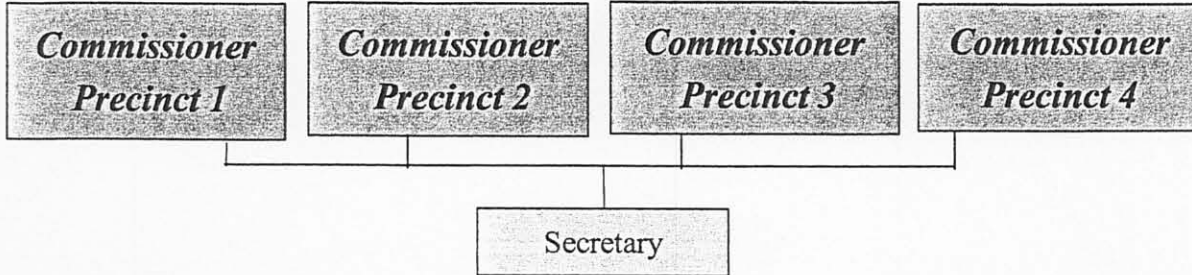 Commissioner
Precinct 1
Commissioner
Precinct 2
Commissioner
Precinct 3
Commissioner
Precinct 4
Secretary